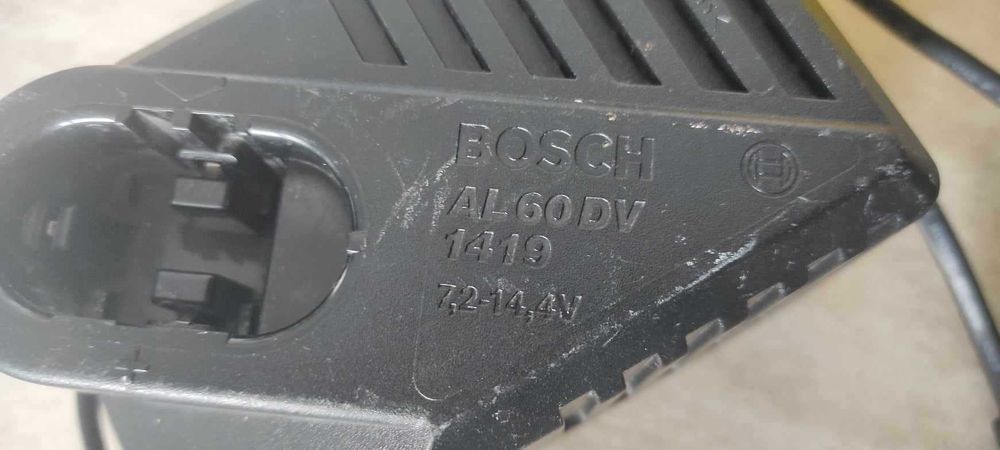 BOSCH
AL60DV
1419
7,2-14,4V
+